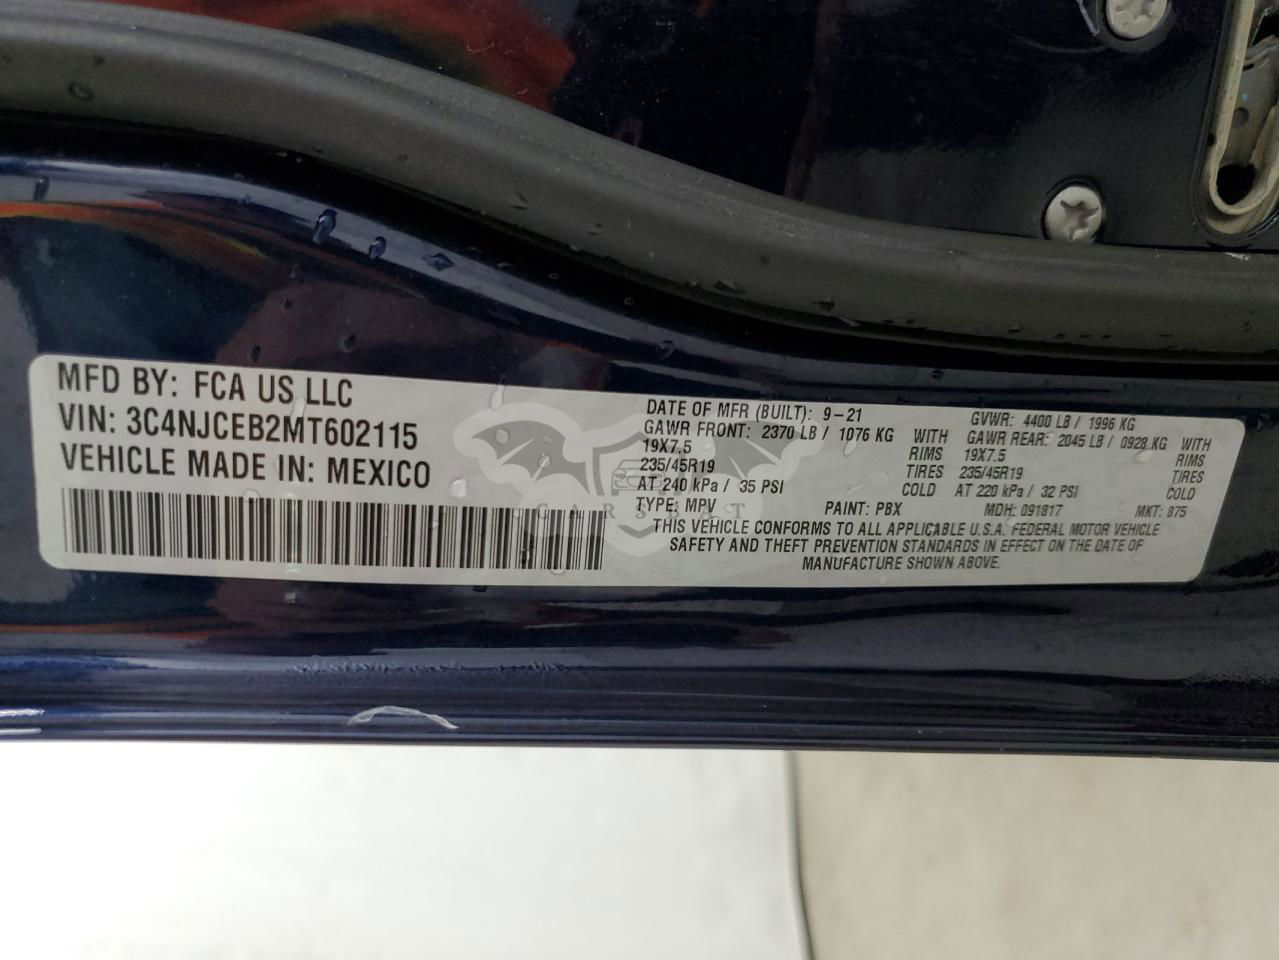 MFD BY: FCA US LLC
VIN: 3C4NJCEB2MT602115
VEHICLE MADE IN: MEXICO
DATE OF MFR (BUILT): 9-21 GVWR: 4400 LB / 1996 KG
GAWR FRONT: 2370 LB / 1076 KG WITH GAWR REAR: 2045 LB / 0928 KG WITH
19X7.5 RIMS 19X7.5 RIMS
235/45R19 TIRES 235/45R19 TIRES
AT 240 kPa / 35 PSI COLD AT 220 kPa / 32 PSI COLD
TYPE: MPV PAINT: PBX MDH: 091817 MKT: 875
THIS VEHICLE CONFORMS TO ALL APPLICABLE U.S.A. FEDERAL MOTOR VEHICLE
SAFETY AND THEFT PREVENTION STANDARDS IN EFFECT ON THE DATE OF
MANUFACTURE SHOWN ABOVE.
CARSBAT